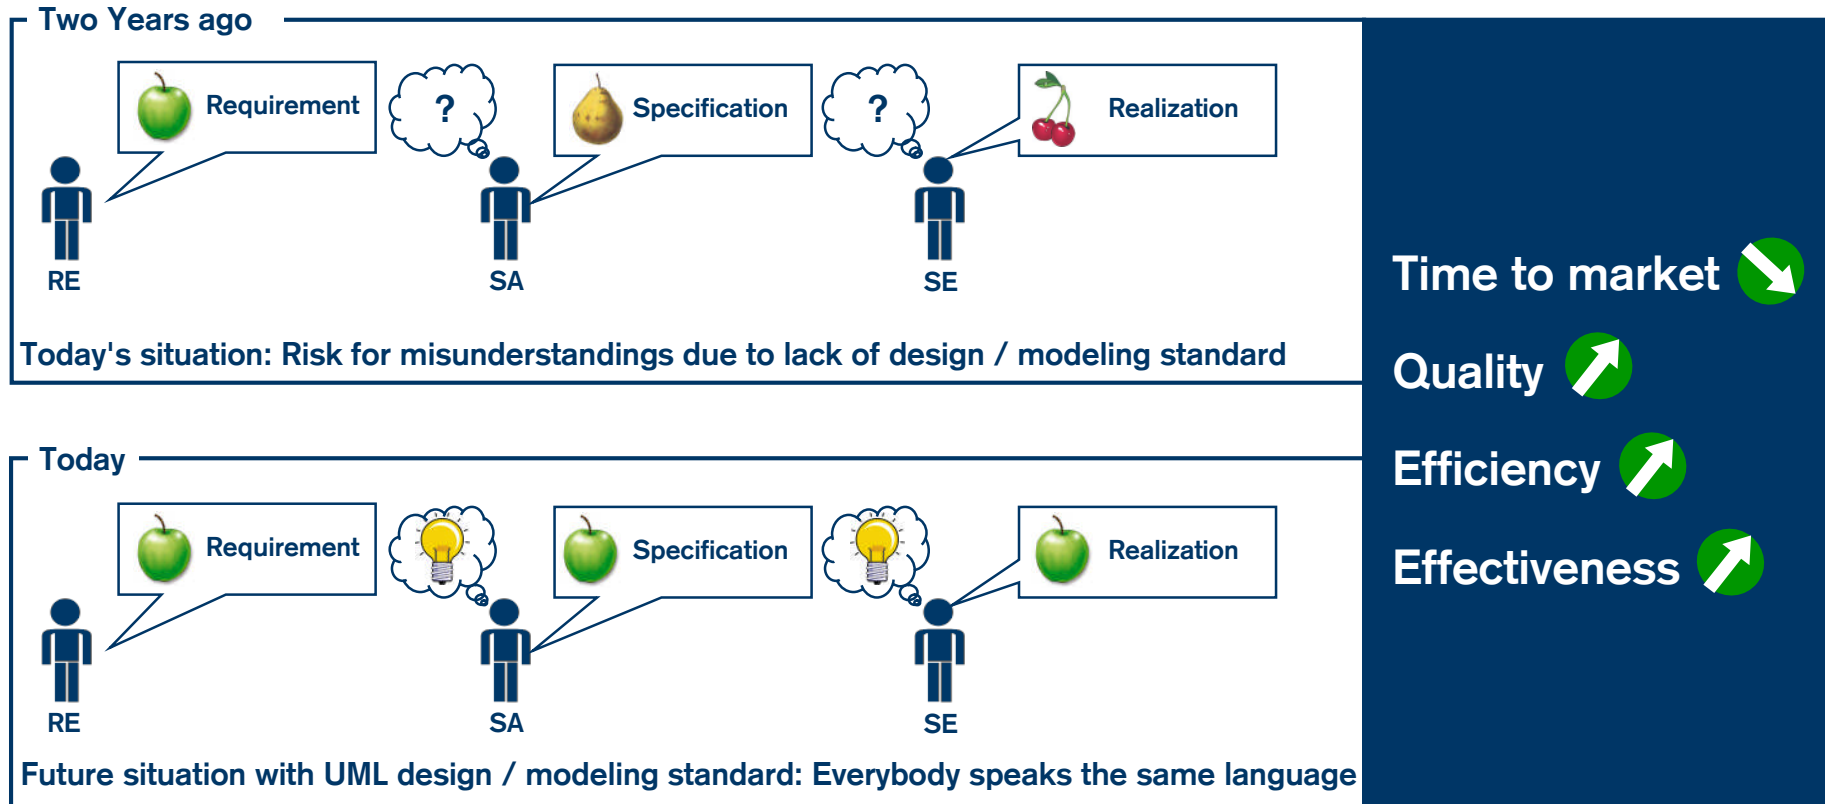 Two Years ago
Requirement
?
Specification
?
Realization
RE
SA
SE
Today's situation: Risk for misunderstandings due to lack of design / modeling standard
Today
Requirement
Specification
Realization
RE
SA
SE
Future situation with UML design / modeling standard: Everybody speaks the same language
Time to market
Quality
Efficiency
Effectiveness